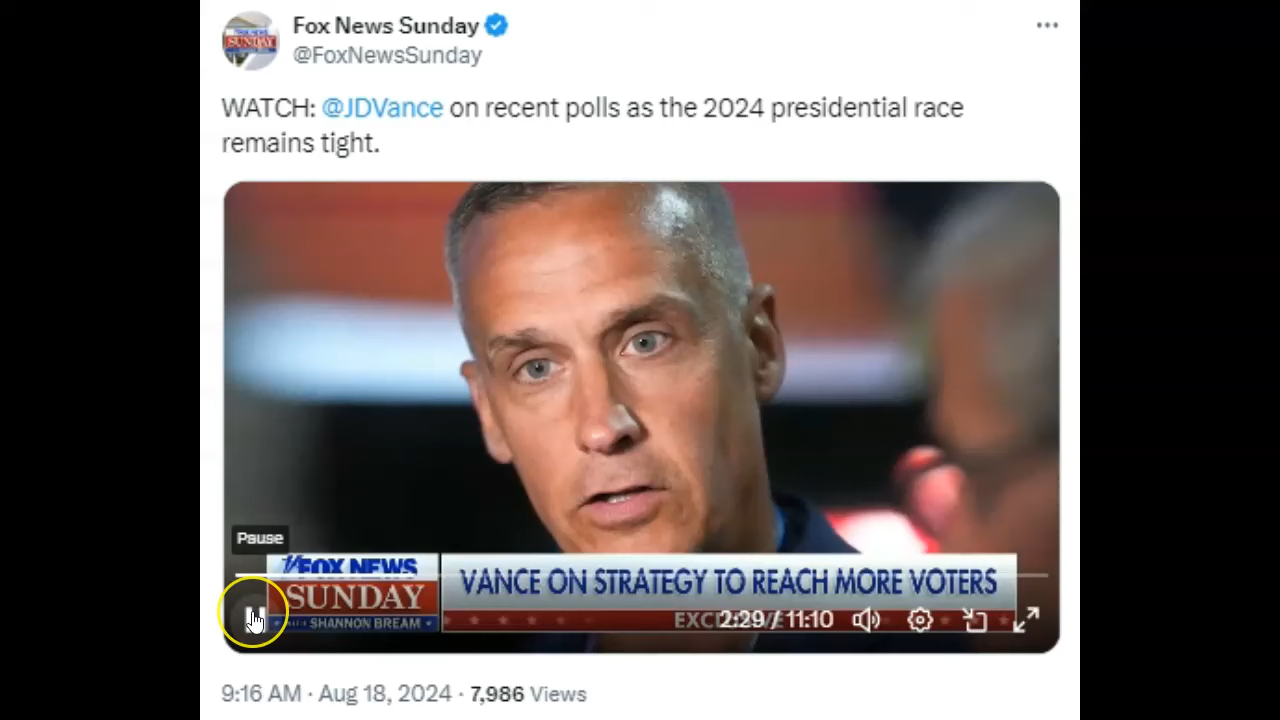 Fox News Sunday
@FoxNewsSunday
WATCH: @JDVance on recent polls as the 2024 presidential race
remains tight.
Pause
FOX NEWS
SUNDAY
SHANNON BREAM
VANCE ON STRATEGY TO REACH MORE VOTERS
2:29 / 11:10
9:16 AM · Aug 18, 2024 · 7,986 Views